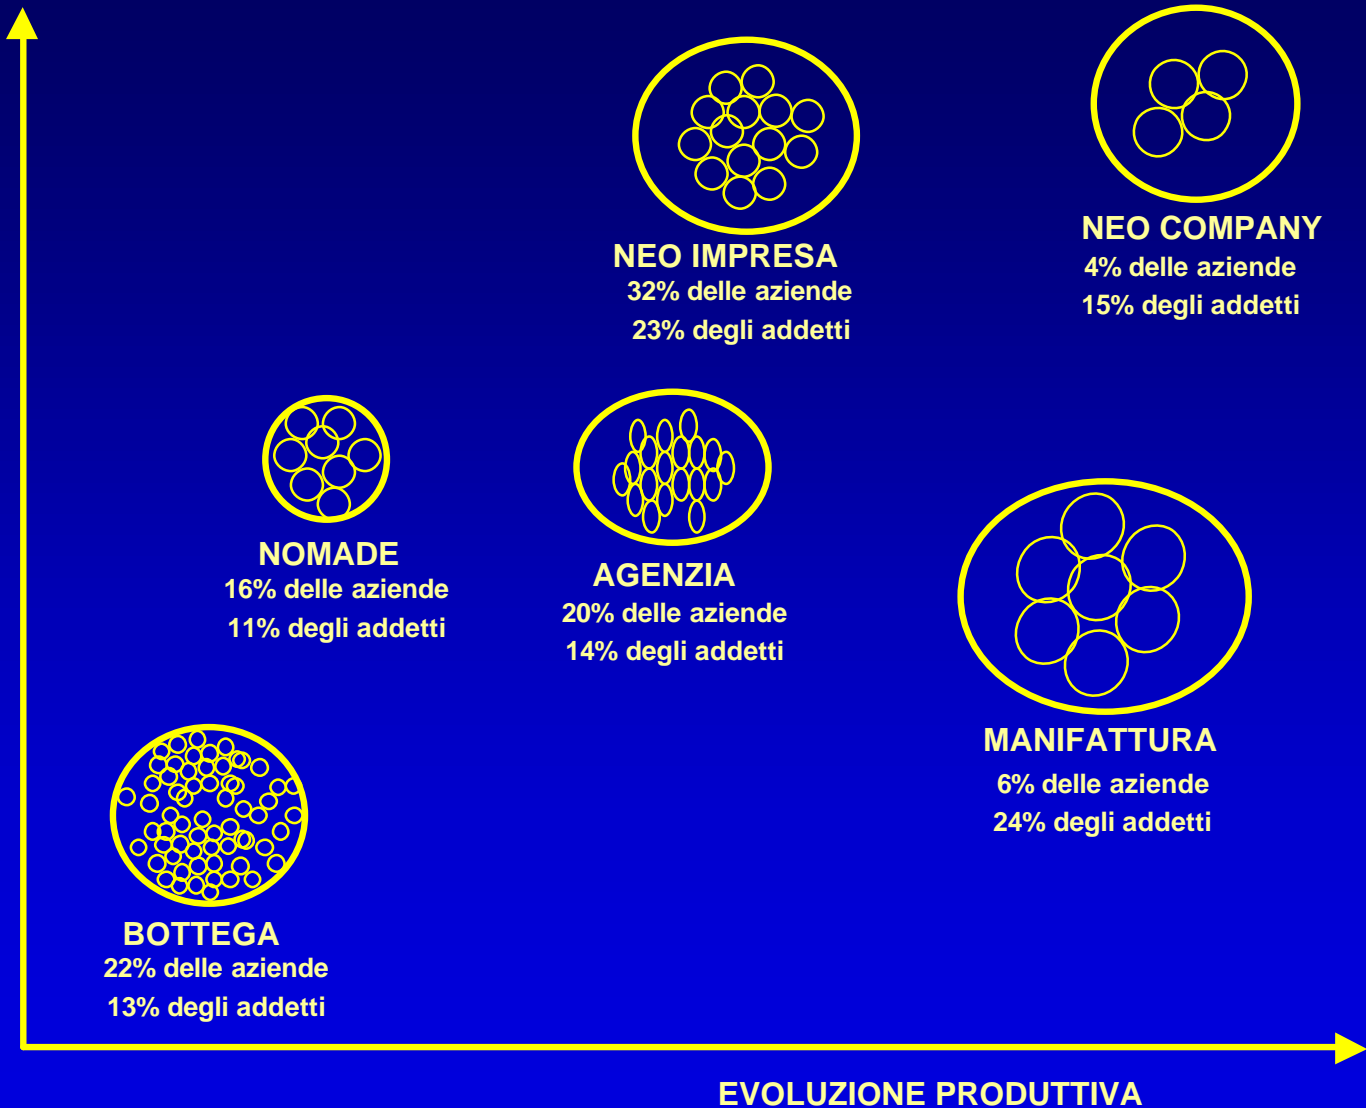 NEO COMPANY
4% delle aziende
15% degli addetti
NEO IMPRESA
32% delle aziende
23% degli addetti
NOMADE
16% delle aziende
11% degli addetti
AGENZIA
20% delle aziende
14% degli addetti
MANIFATTURA
6% delle aziende
24% degli addetti
BOTTEGA
22% delle aziende
13% degli addetti
EVOLUZIONE PRODUTTIVA